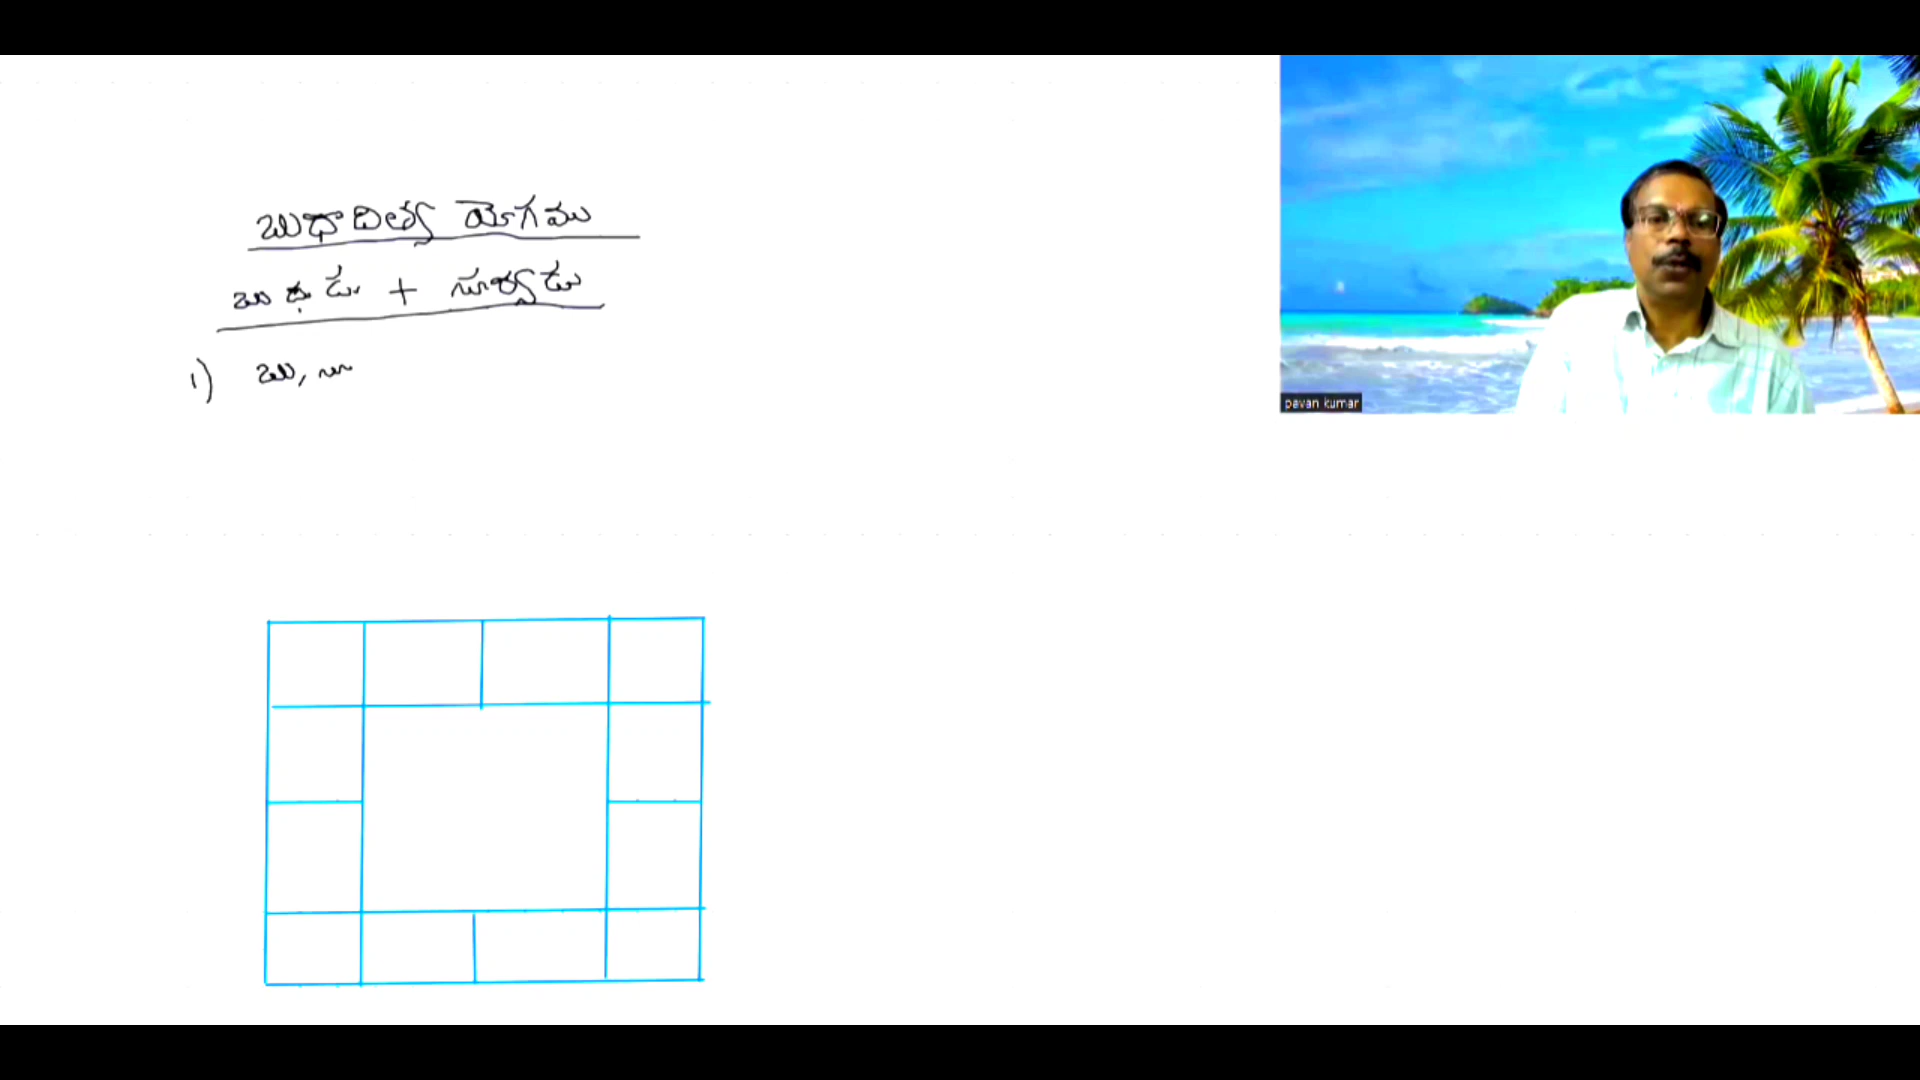 బుధాదిత్య యోగము
బుధుడు + సూర్యుడు
1) బు, సూ
pavan kumar